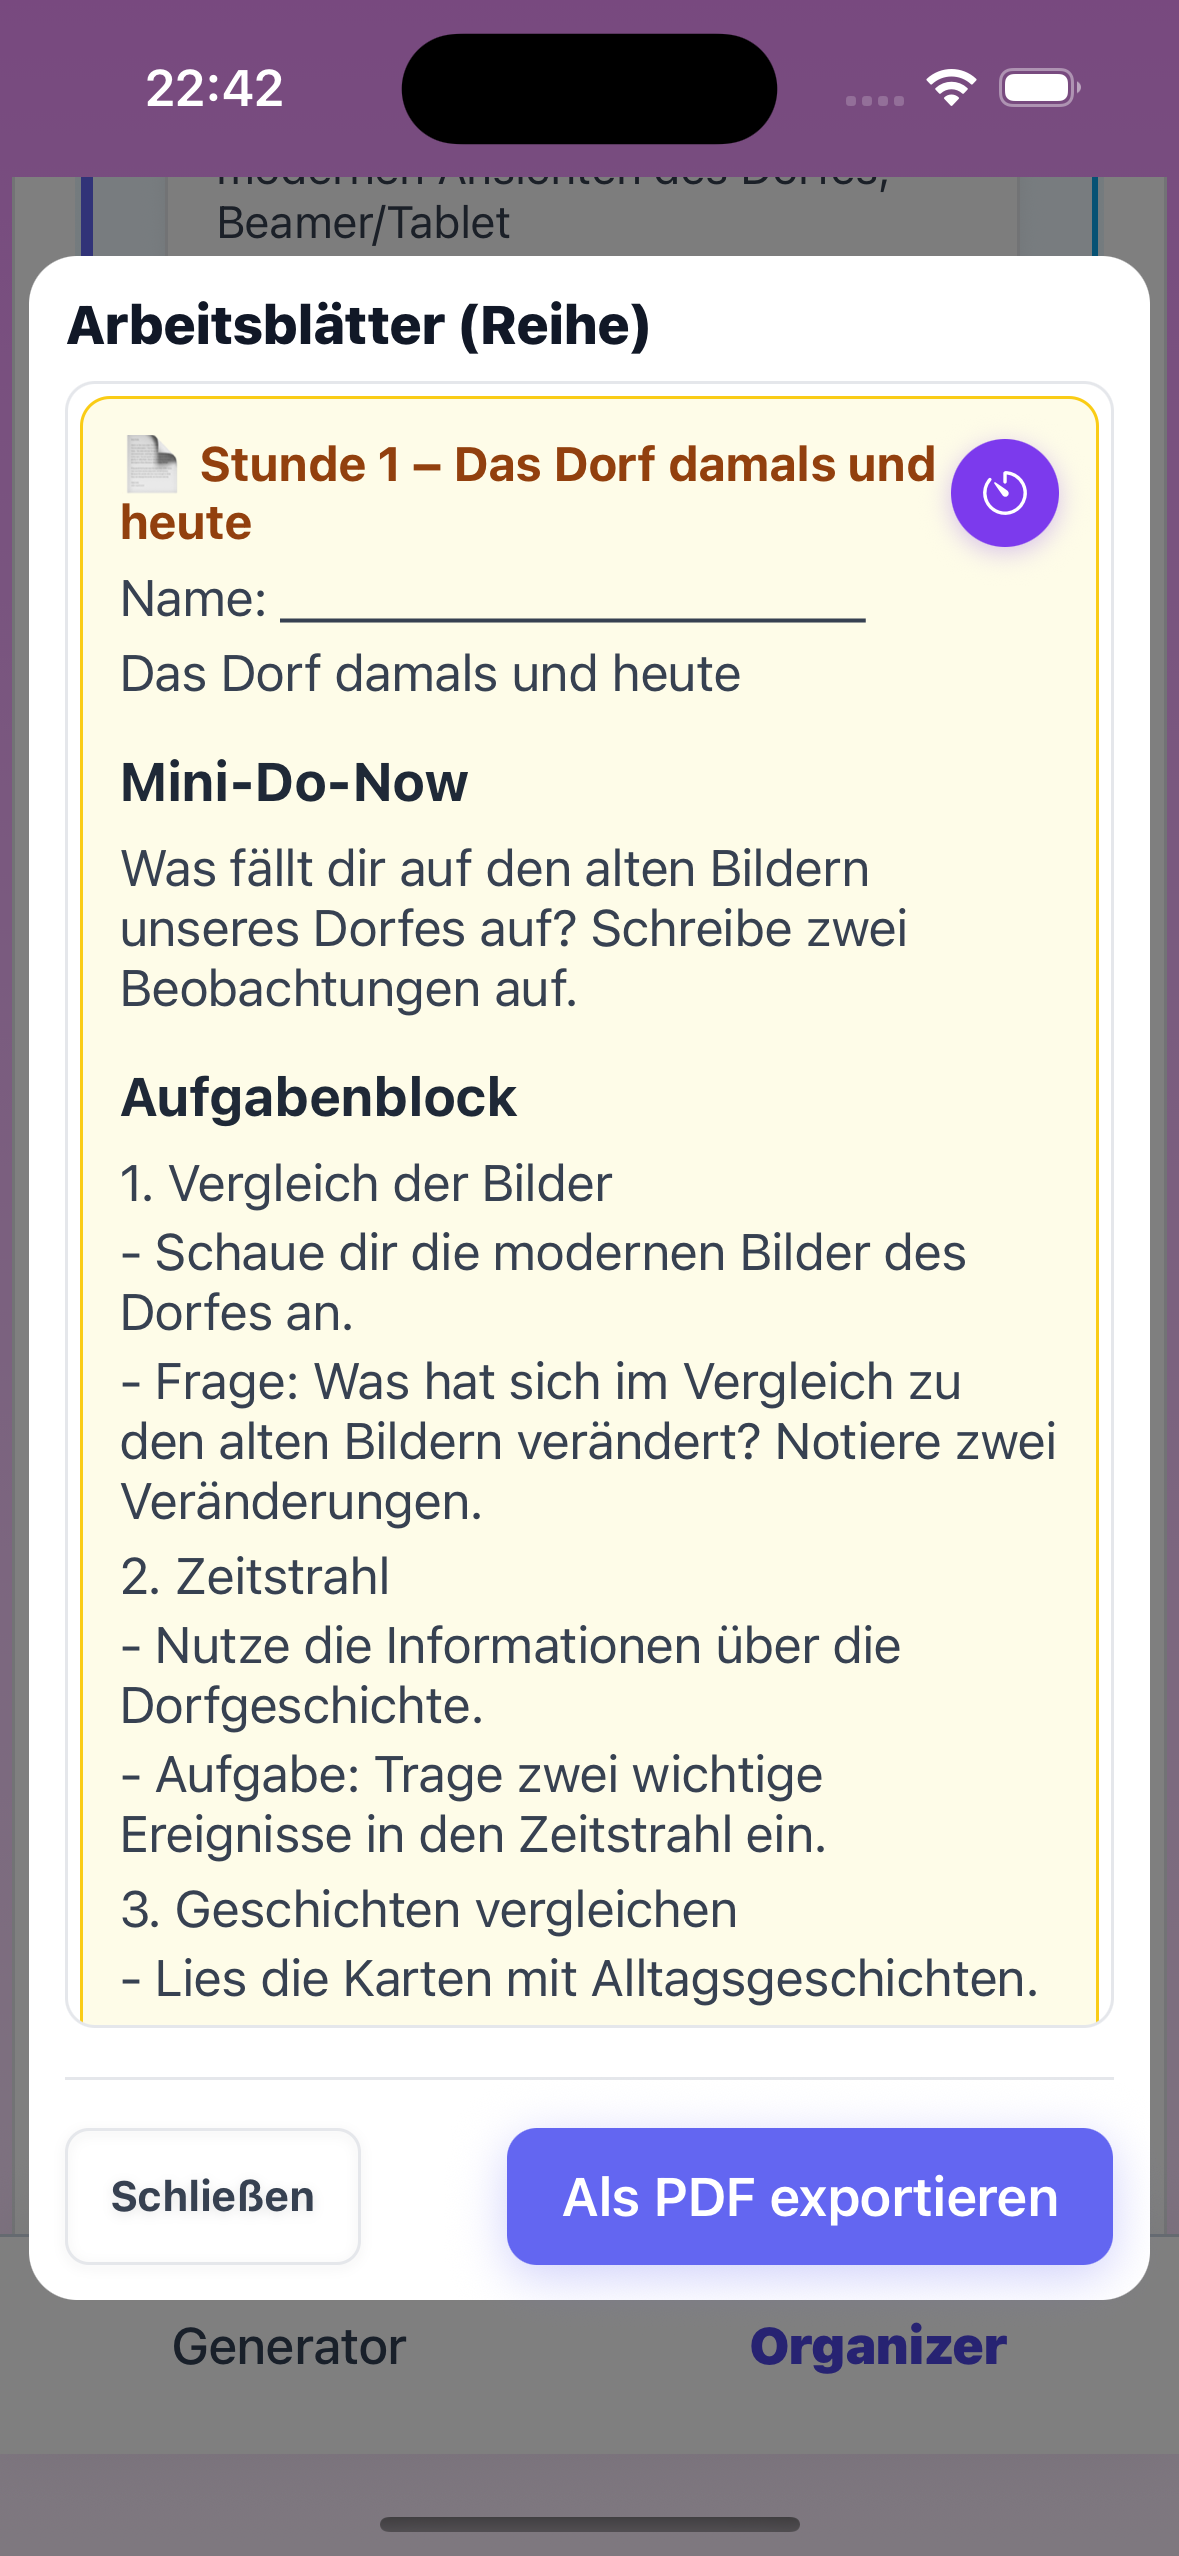 22:42
modernen Ansichten des Dorfes,
Beamer/Tablet
Arbeitsblätter (Reihe)
Stunde 1 – Das Dorf damals und
heute
Name: ______________________
Das Dorf damals und heute
Mini-Do-Now
Was fällt dir auf den alten Bildern
unseres Dorfes auf? Schreibe zwei
Beobachtungen auf.
Aufgabenblock
1. Vergleich der Bilder
- Schaue dir die modernen Bilder des
Dorfes an.
- Frage: Was hat sich im Vergleich zu
den alten Bildern verändert? Notiere zwei
Veränderungen.
2. Zeitstrahl
- Nutze die Informationen über die
Dorfgeschichte.
- Aufgabe: Trage zwei wichtige
Ereignisse in den Zeitstrahl ein.
3. Geschichten vergleichen
- Lies die Karten mit Alltagsgeschichten.
Schließen
Als PDF exportieren
Generator
Organizer